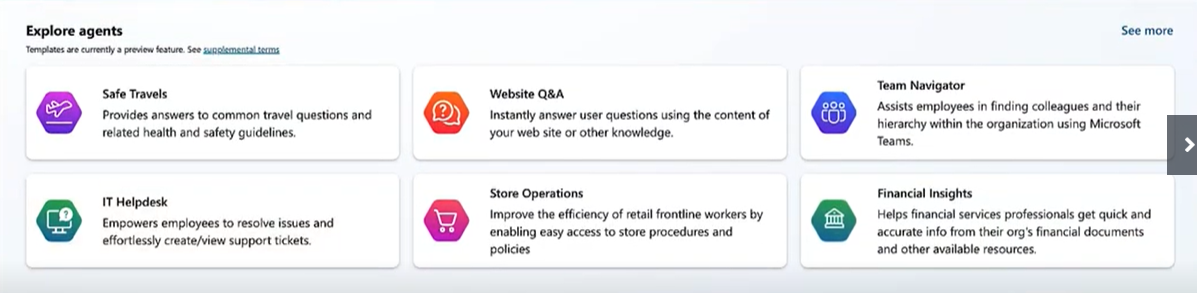 Explore agents
See more
Templates are currently a preview feature. See supplemental terms
Safe Travels
Provides answers to common travel questions and
related health and safety guidelines.
Website Q&A
Instantly answer user questions using the content of
your web site or other knowledge.
Team Navigator
Assists employees in finding colleagues and their
hierarchy within the organization using Microsoft
Teams.
IT Helpdesk
Empowers employees to resolve issues and
effortlessly create/view support tickets.
Store Operations
Improve the efficiency of retail frontline workers by
enabling easy access to store procedures and
policies
Financial Insights
Helps financial services professionals get quick and
accurate info from their org's financial documents
and other available resources.